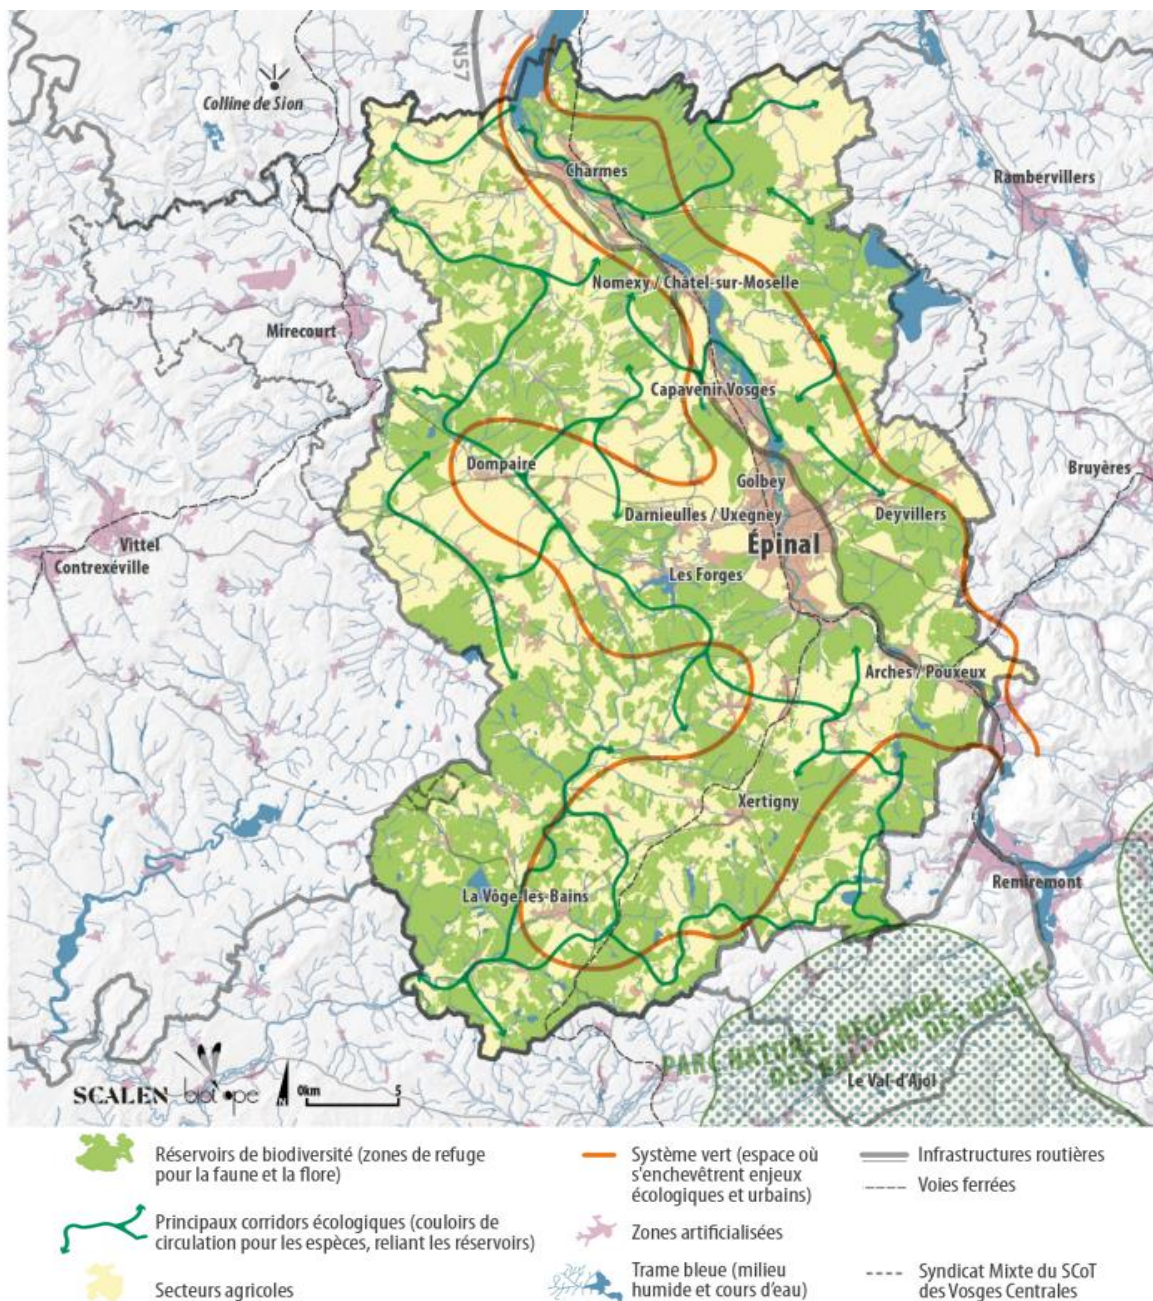 N57
Colline de Sion
Charmes
Rambervillers
Nomexy / Châtel-sur-Moselle
Mirecourt
Capavenir Vosges
Dompaire
Golbey
Bruyères
Darnieulles / Uxegney
Deyvillers
Vittel
Épinal
Contrexéville
Les Forges
Arches / Pouxeux
Xertigny
La Vôge-les-Bains
Remiremont
PARC NATUREL REGIONAL
DES BALLONS DES VOSGES
Le Val-d'Ajol
SCALEN
biotope
N
0km
5
Réservoirs de biodiversité (zones de refuge
pour la faune et la flore)
Principaux corridors écologiques (couloirs de
circulation pour les espèces, reliant les réservoirs)
Secteurs agricoles
Système vert (espace où
s'enchevêtrent enjeux
écologiques et urbains)
Zones artificialisées
Trame bleue (milieu
humide et cours d'eau)
Infrastructures routières
Voies ferrées
Syndicat Mixte du SCoT
des Vosges Centrales